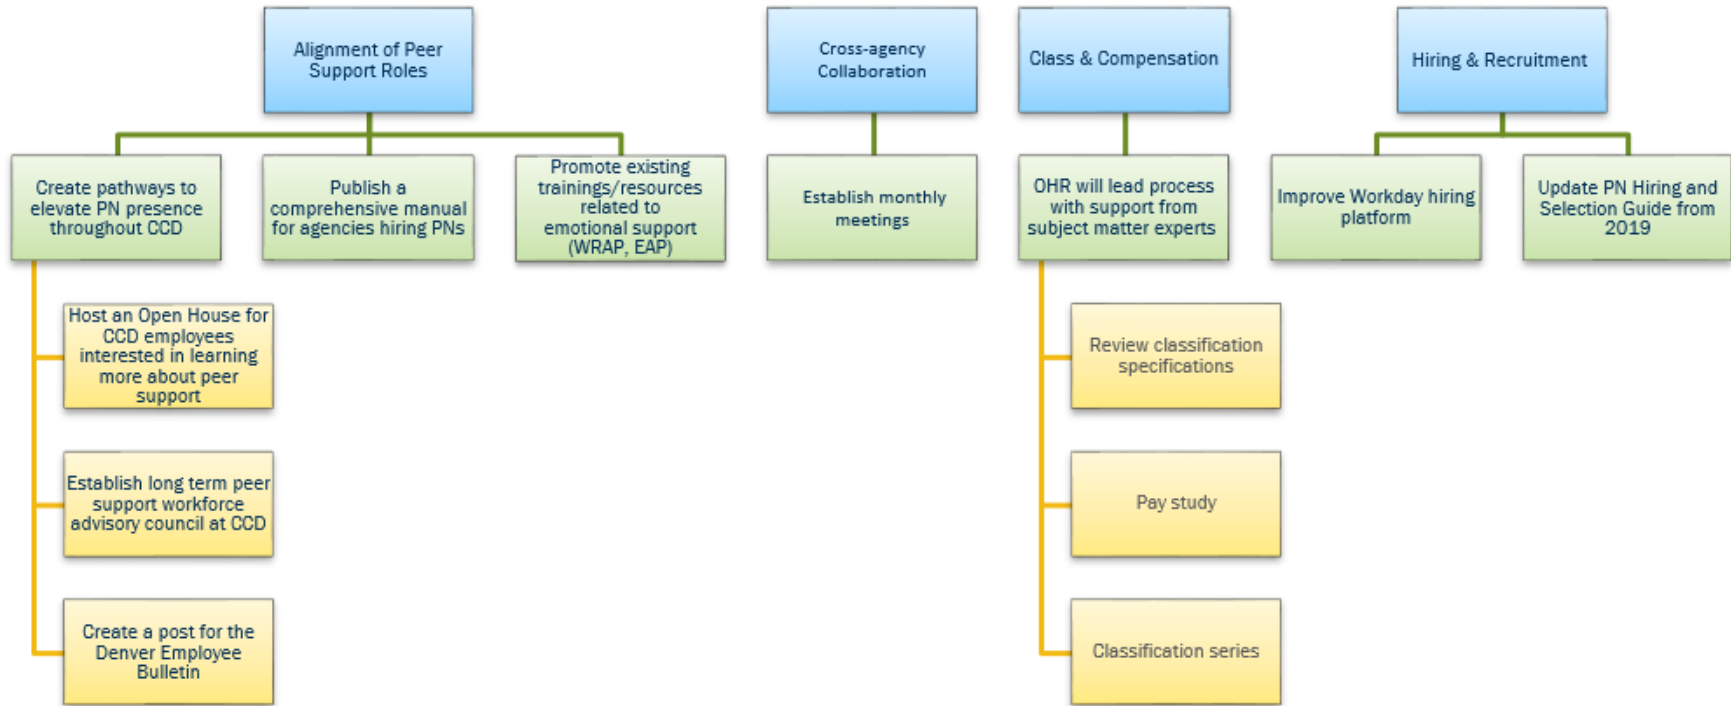 Alignment of Peer
Support Roles
Cross-agency
Collaboration
Class & Compensation
Hiring & Recruitment
Create pathways to
elevate PN presence
throughout CCD
Publish a
comprehensive manual
for agencies hiring PNs
Promote existing
trainings/resources
related to
emotional support
(WRAP, EAP)
Establish monthly
meetings
OHR will lead process
with support from
subject matter experts
Improve Workday hiring
platform
Update PN Hiring and
Selection Guide from
2019
Host an Open House for
CCD employees
interested in learning
more about peer
support
Establish long term peer
support workforce
advisory council at CCD
Create a post for the
Denver Employee
Bulletin
Review classification
specifications
Pay study
Classification series